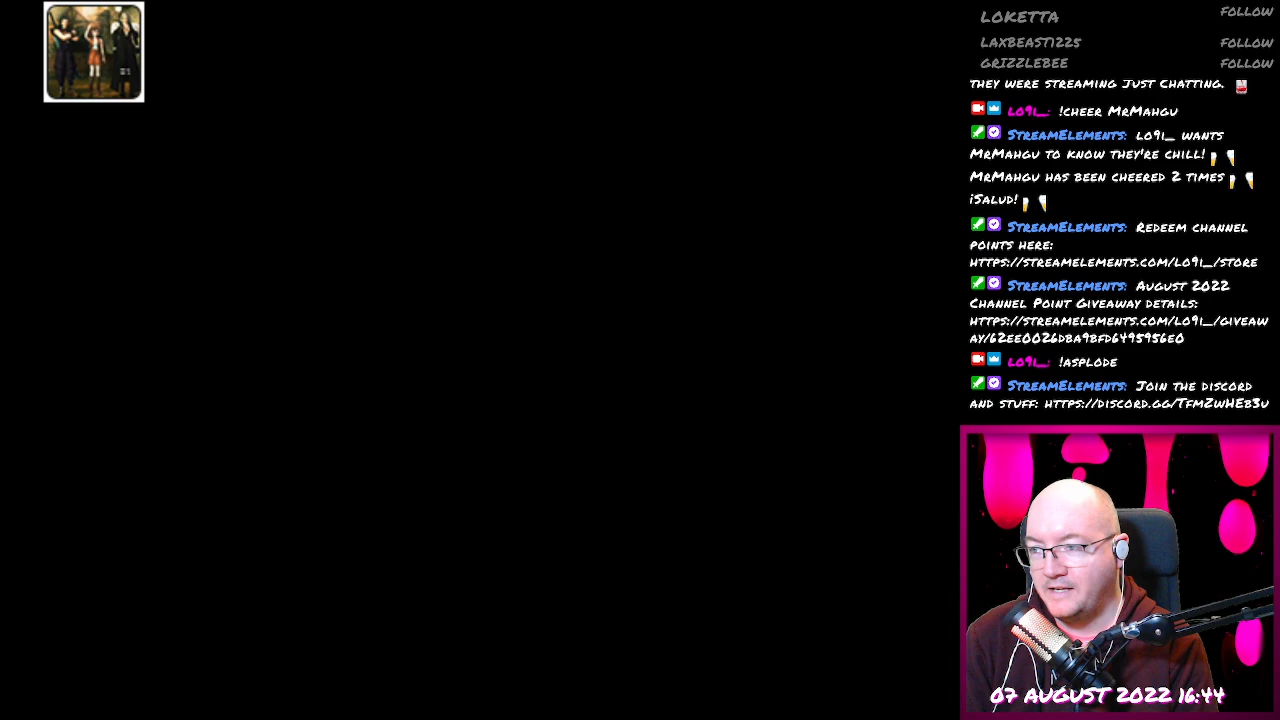 LOKETTA FOLLOW
LAXBEAST1225 FOLLOW
GRIZZLEBEE FOLLOW
THEY WERE STREAMING JUST CHATTING.
LO9I_: !CHEER MRMAHGU
STREAMELEMENTS: LO9I_ WANTS
MRMAHGU TO KNOW THEY'RE CHILL!
MRMAHGU HAS BEEN CHEERED 2 TIMES
¡SALUD!
STREAMELEMENTS: REDEEM CHANNEL
POINTS HERE:
HTTPS://STREAMELEMENTS.COM/LO9I_/STORE
STREAMELEMENTS: AUGUST 2022
CHANNEL POINT GIVEAWAY DETAILS:
HTTPS://STREAMELEMENTS.COM/LO9I_/GIVEAW
AY/62EE0026DBA9BFD6495956E0
LO9I_: !ASPLODE
STREAMELEMENTS: JOIN THE DISCORD
AND STUFF: HTTPS://DISCORD.GG/TFMZWHEB3U
07 AUGUST 2022 16:44